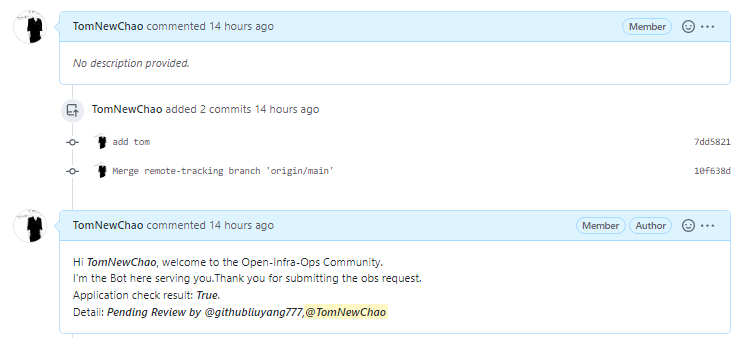 TomNewChao commented 14 hours ago Member
No description provided.
TomNewChao added 2 commits 14 hours ago
add tom 7dd5821
Merge remote-tracking branch 'origin/main' 10f638d
TomNewChao commented 14 hours ago Member Author
Hi TomNewChao, welcome to the Open-Infra-Ops Community.
I'm the Bot here serving you.Thank you for submitting the obs request.
Application check result: True.
Detail: Pending Review by @githubliuyang777,@TomNewChao